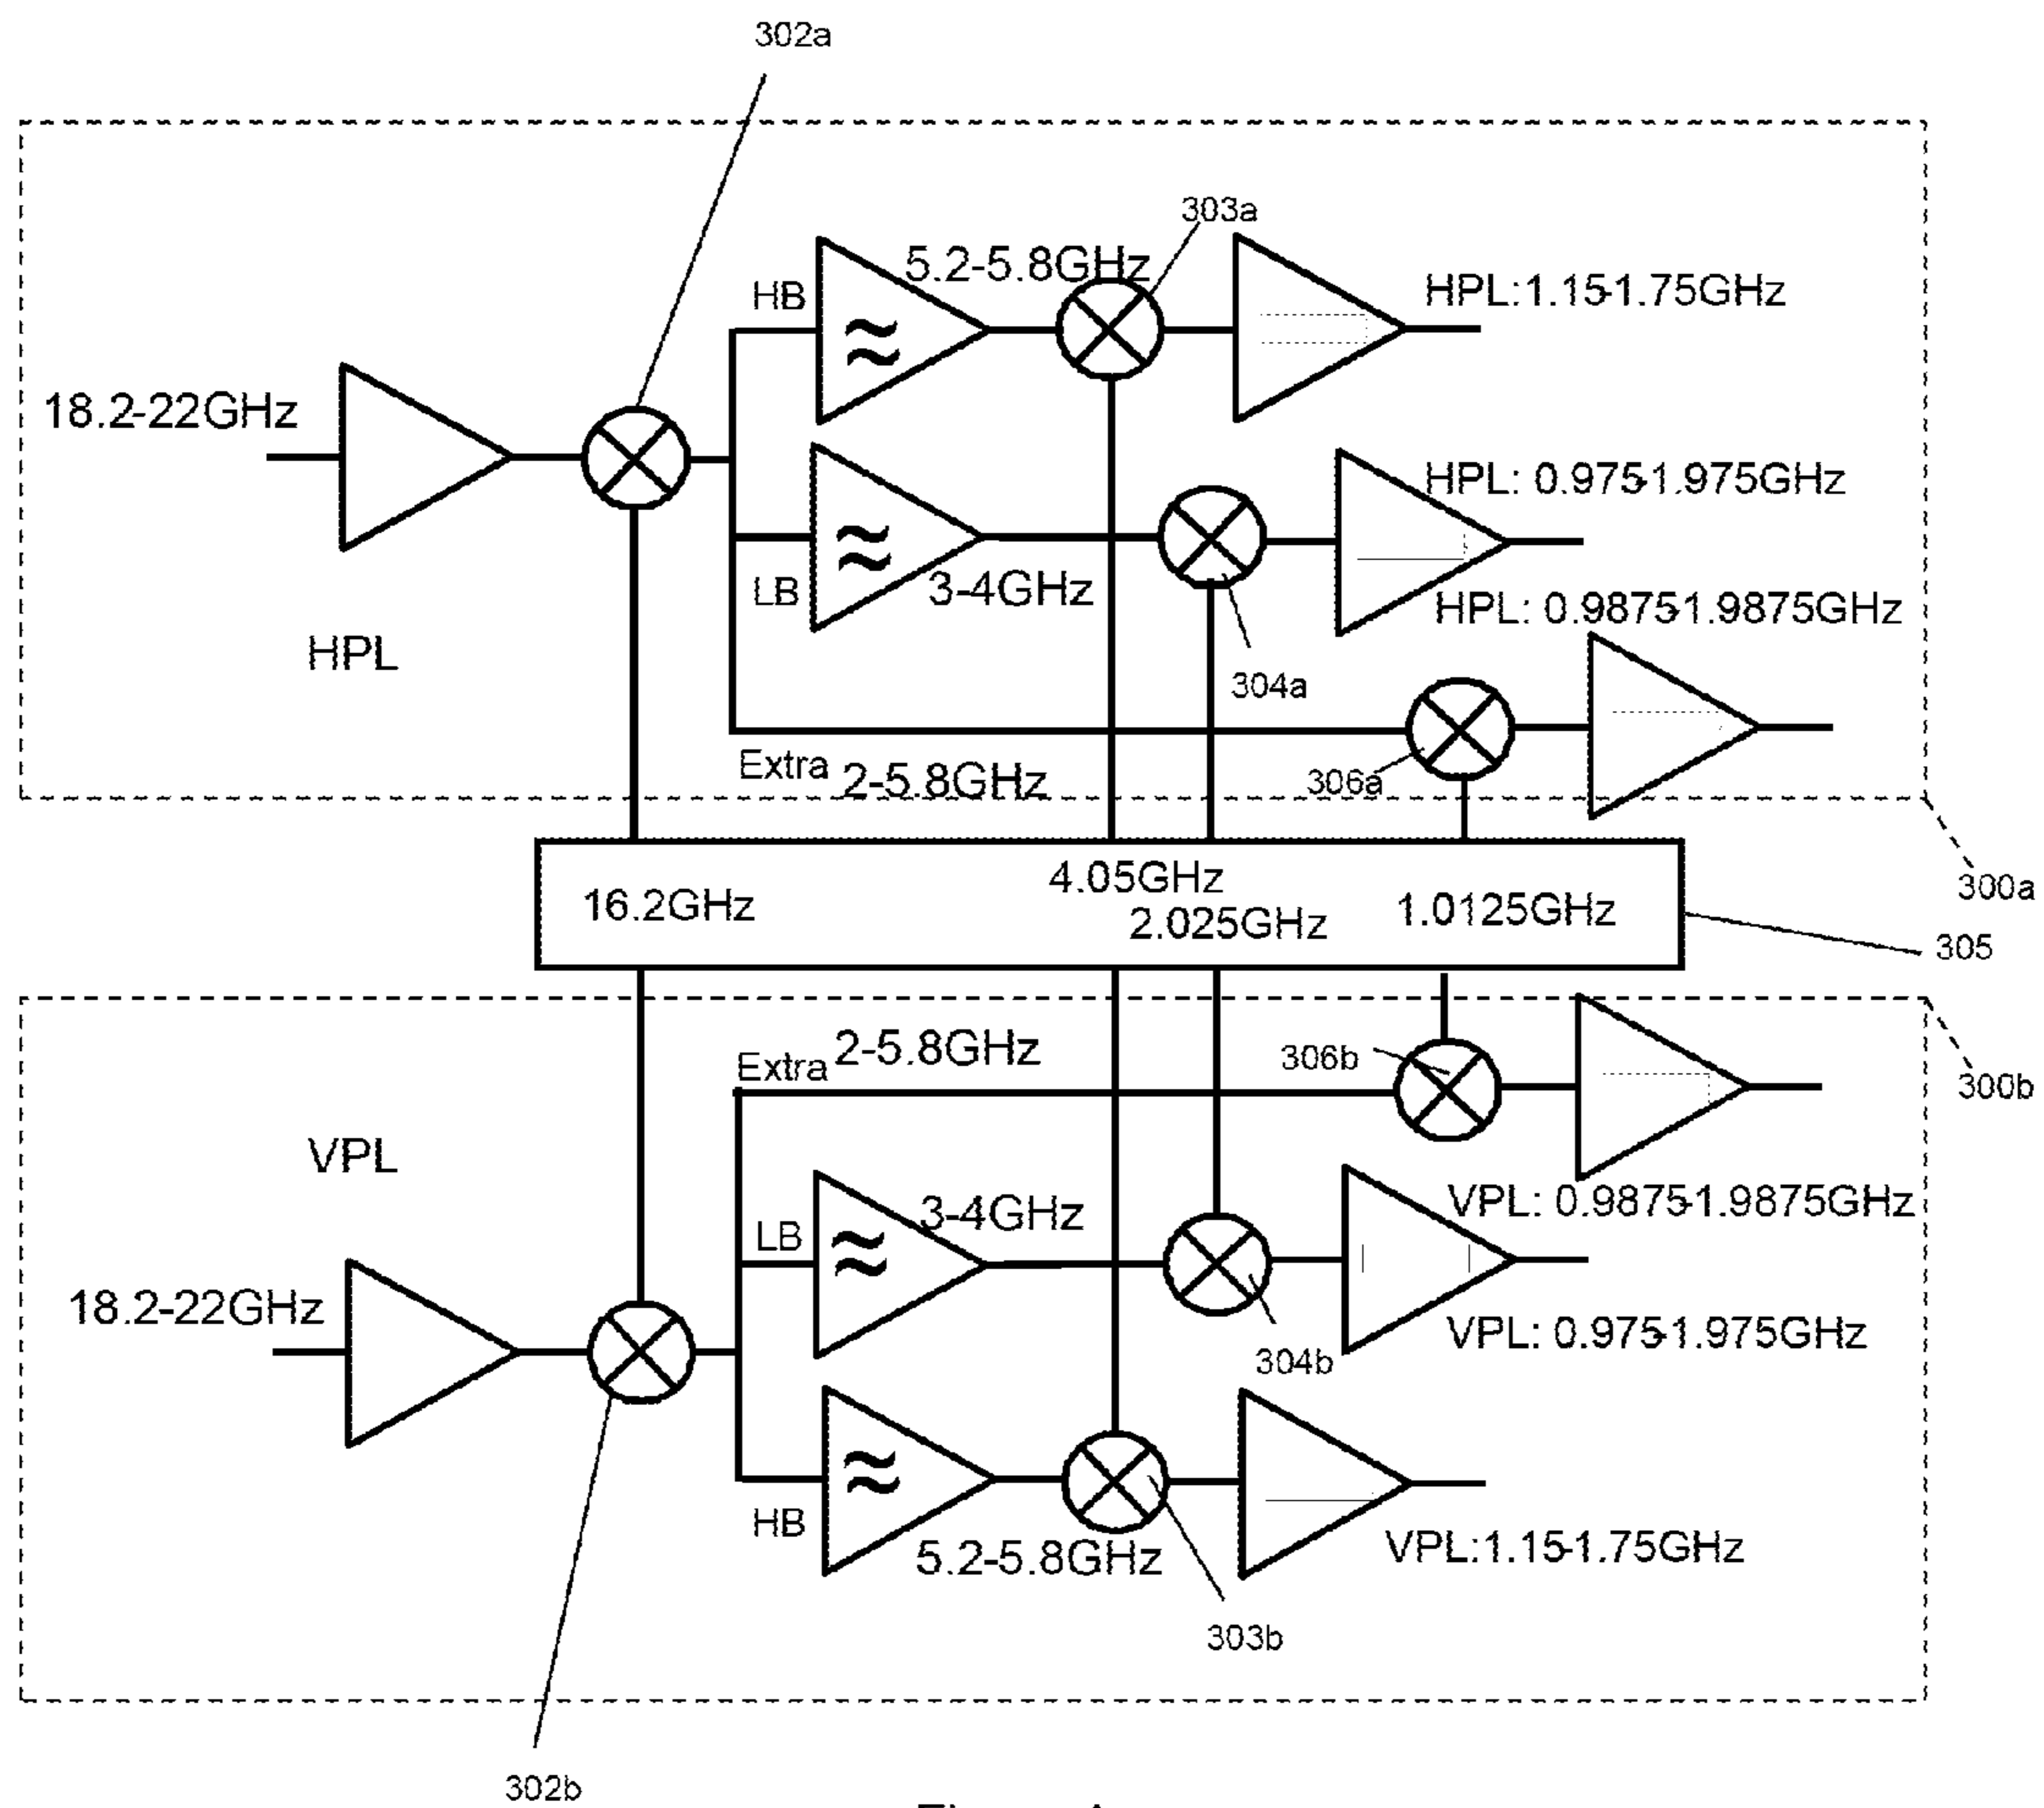 302a
303a
5.2-5.8GHz
HB
HPL:1.15-1.75GHz
18.2-22GHz
HPL: 0.975-1.975GHz
LB
3-4GHz
HPL: 0.9875-1.9875GHz
HPL
304a
Extra 2-5.8GHz
306a
16.2GHz
4.05GHz
2.025GHz
1.0125GHz
300a
305
Extra 2-5.8GHz
306b
300b
VPL
VPL: 0.9875-1.9875GHz
LB
3-4GHz
18.2-22GHz
VPL: 0.975-1.975GHz
304b
HB
5.2-5.8GHz
VPL:1.15-1.75GHz
303b
302b